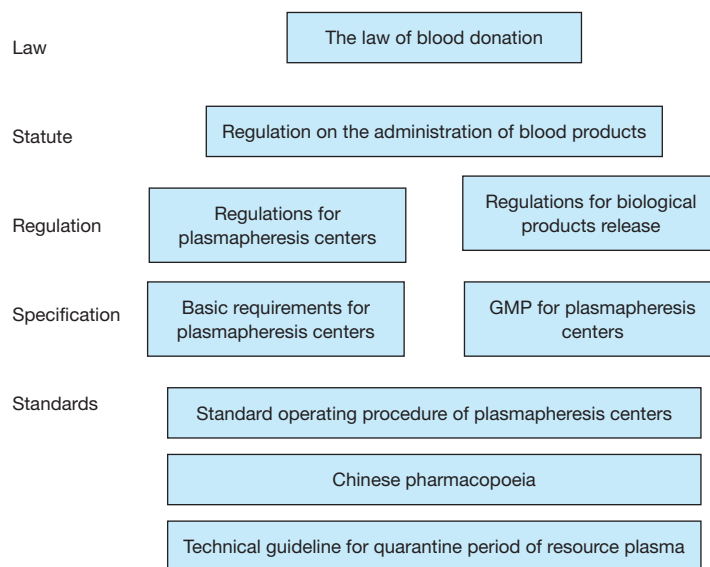 Law
The law of blood donation
Statute
Regulation on the administration of blood products
Regulation
Regulations for
plasmapheresis centers
Regulations for biological
products release
Specification
Basic requirements for
plasmapheresis centers
GMP for plasmapheresis
centers
Standards
Standard operating procedure of plasmapheresis centers
Chinese pharmacopoeia
Technical guideline for quarantine period of resource plasma